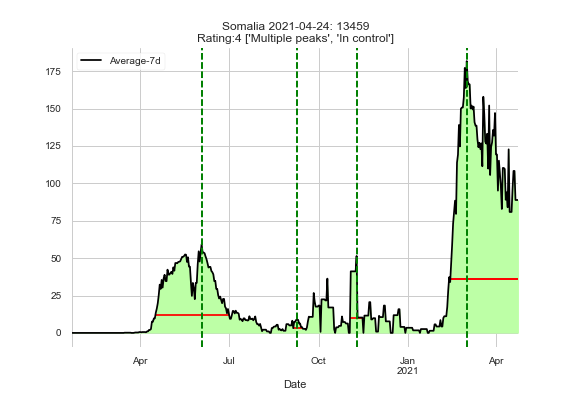 Somalia 2021-04-24: 13459
Rating:4 ['Multiple peaks', 'In control']
Average-7d
175
150
125
100
75
50
25
0
Apr
Jul
Oct
Jan
2021
Apr
Date